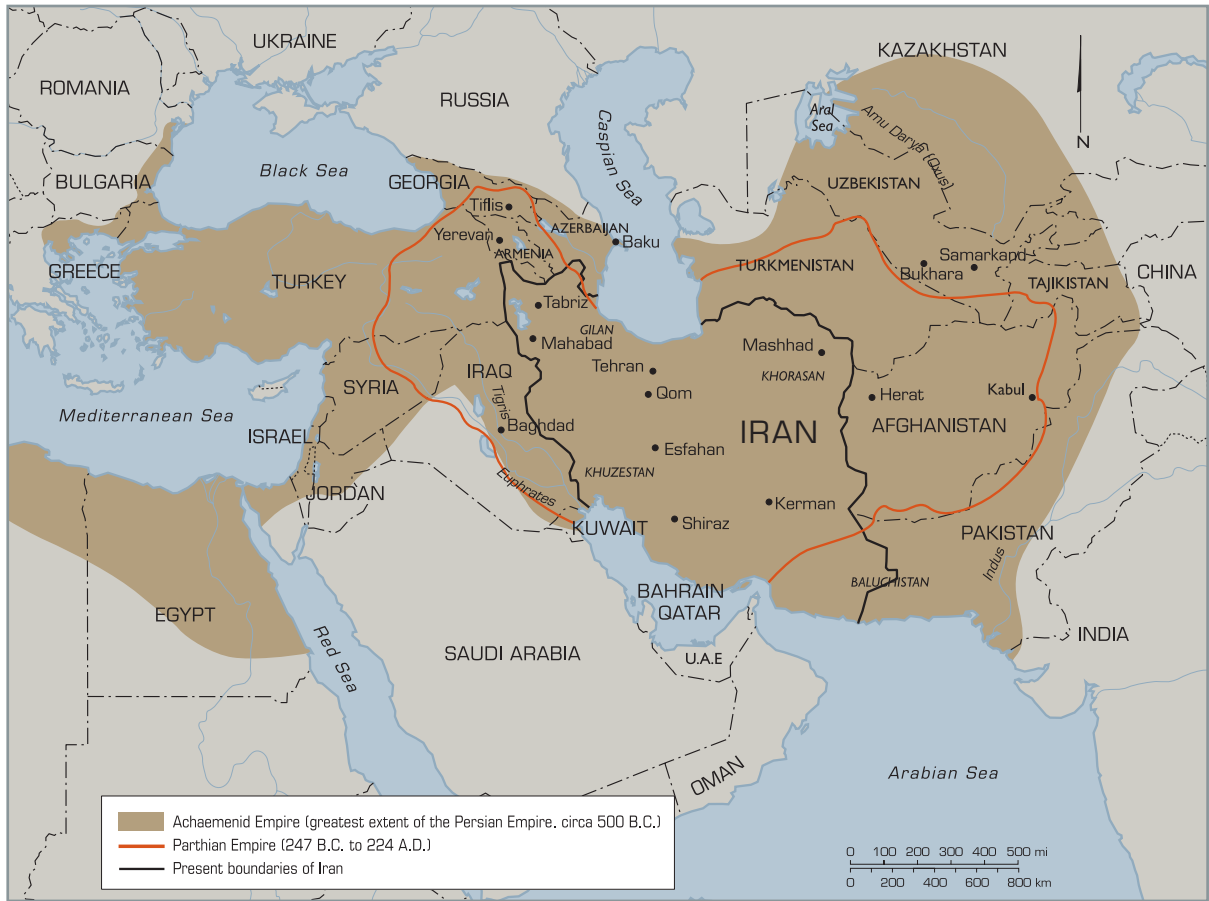 KAZAKHSTAN
UKRAINE
ROMANIA
RUSSIA
Aral
Sea
Amu Darya (Oxus)
Caspian Sea
N
Black Sea
BULGARIA
GEORGIA
UZBEKISTAN
Tiflis
AZERBAIJAN
Yerevan
Baku
ARMENIA
Samarkand
Bukhara
TURKMENISTAN
TAJIKISTAN
CHINA
GREECE
TURKEY
Tabriz
GILAN
Mahabad
Mashhad
Tehran
KHORASAN
IRAQ
SYRIA
Qom
Herat
Kabul
Tigris
Mediterranean Sea
Baghdad
ISRAEL
IRAN
AFGHANISTAN
Esfahan
KHUZESTAN
JORDAN
Euphrates
Kerman
KUWAIT
Shiraz
PAKISTAN
Indus
BALUCHISTAN
BAHRAIN
QATAR
EGYPT
Red Sea
INDIA
SAUDI ARABIA
U.A.E
OMAN
Arabian Sea
Achaemenid Empire (greatest extent of the Persian Empire. circa 500 B.C.)
Parthian Empire (247 B.C. to 224 A.D.)
Present boundaries of Iran
0 100 200 300 400 500 mi
0 200 400 600 800 km